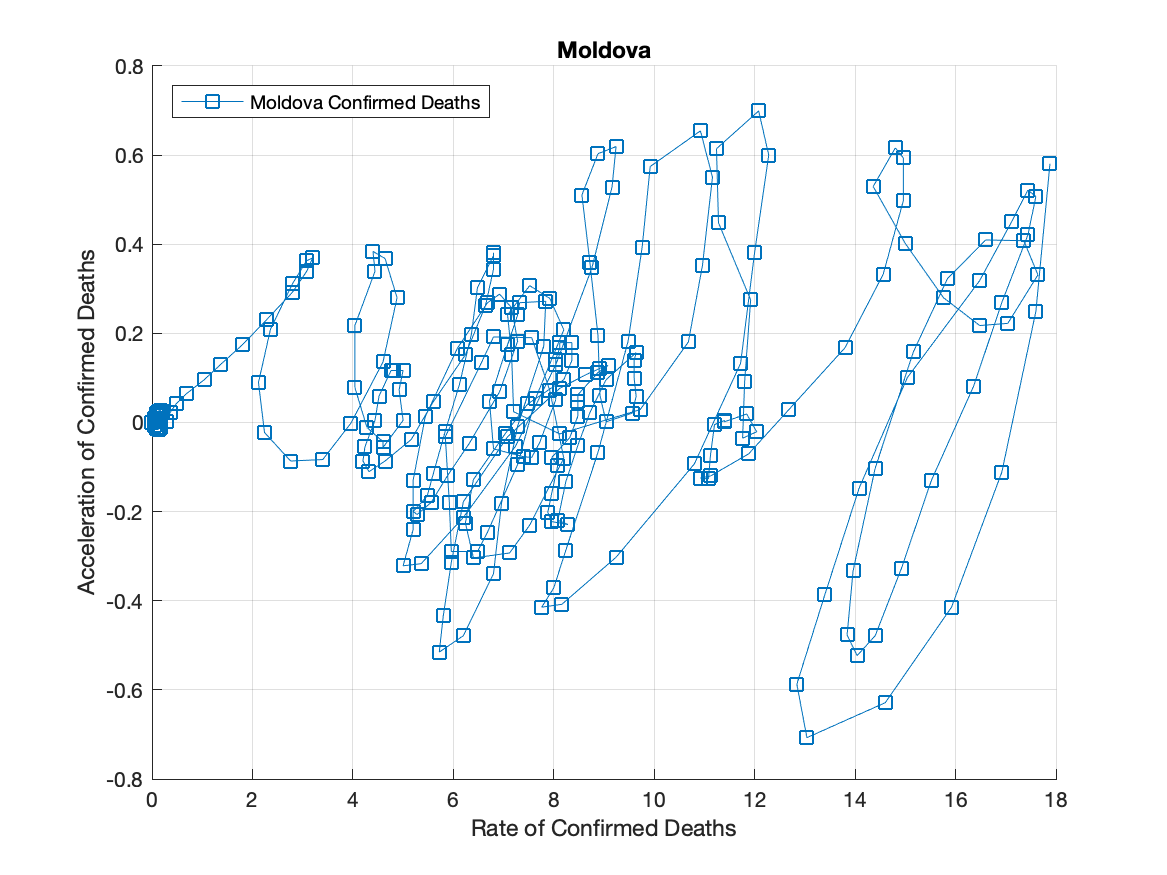 Moldova
Moldova Confirmed Deaths
Acceleration of Confirmed Deaths
0.8
0.6
0.4
0.2
0
-0.2
-0.4
-0.6
-0.8
0 2 4 6 8 10 12 14 16 18
Rate of Confirmed Deaths